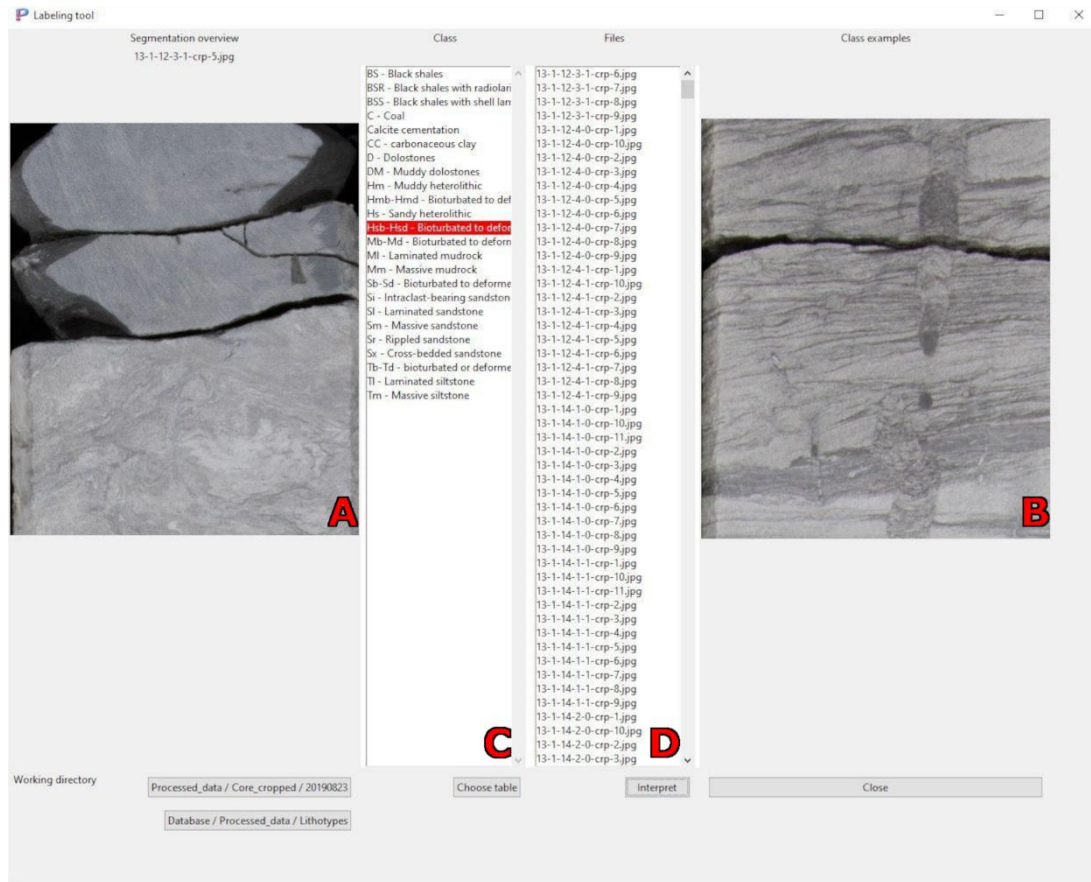 Labeling tool
Segmentation overview
13-1-12-3-1-crp-5.jpg
Class
Files
Class examples
BS - Black shales
BSR - Black shales with radiolari
BSS - Black shales with shell lan
C - Coal
Calcite cementation
CC - carbonaceous clay
D - Dolostones
DM - Muddy dolostones
Hm - Muddy heterolithic
Hmb-Hmd - Bioturbated to def
Hs - Sandy heterolithic
Hsb-Hsd - Bioturbated to defor
Mb-Md - Bioturbated to deforn
Ml - Laminated mudrock
Mm - Massive mudrock
Sb-Sd - Bioturbated to deforme
Si - Intraclast-bearing sandston
Sl - Laminated sandstone
Sm - Massive sandstone
Sr - Rippled sandstone
Sx - Cross-bedded sandstone
Tb-Td - bioturbated or deforme
Tl - Laminated siltstone
Tm - Massive siltstone
13-1-12-3-1-crp-6.jpg
13-1-12-3-1-crp-7.jpg
13-1-12-3-1-crp-8.jpg
13-1-12-3-1-crp-9.jpg
13-1-12-4-0-crp-1.jpg
13-1-12-4-0-crp-10.jpg
13-1-12-4-0-crp-2.jpg
13-1-12-4-0-crp-3.jpg
13-1-12-4-0-crp-4.jpg
13-1-12-4-0-crp-5.jpg
13-1-12-4-0-crp-6.jpg
13-1-12-4-0-crp-7.jpg
13-1-12-4-0-crp-8.jpg
13-1-12-4-0-crp-9.jpg
13-1-12-4-1-crp-1.jpg
13-1-12-4-1-crp-10.jpg
13-1-12-4-1-crp-2.jpg
13-1-12-4-1-crp-3.jpg
13-1-12-4-1-crp-4.jpg
13-1-12-4-1-crp-5.jpg
13-1-12-4-1-crp-6.jpg
13-1-12-4-1-crp-7.jpg
13-1-12-4-1-crp-8.jpg
13-1-12-4-1-crp-9.jpg
13-1-14-1-0-crp-1.jpg
13-1-14-1-0-crp-10.jpg
13-1-14-1-0-crp-11.jpg
13-1-14-1-0-crp-2.jpg
13-1-14-1-0-crp-3.jpg
13-1-14-1-0-crp-4.jpg
13-1-14-1-0-crp-5.jpg
13-1-14-1-0-crp-6.jpg
13-1-14-1-0-crp-7.jpg
13-1-14-1-0-crp-8.jpg
13-1-14-1-0-crp-9.jpg
13-1-14-1-1-crp-1.jpg
13-1-14-1-1-crp-10.jpg
13-1-14-1-1-crp-11.jpg
13-1-14-1-1-crp-2.jpg
13-1-14-1-1-crp-3.jpg
13-1-14-1-1-crp-4.jpg
13-1-14-1-1-crp-5.jpg
13-1-14-1-1-crp-6.jpg
13-1-14-1-1-crp-7.jpg
13-1-14-1-1-crp-8.jpg
13-1-14-1-1-crp-9.jpg
13-1-14-2-0-crp-1.jpg
13-1-14-2-0-crp-10.jpg
13-1-14-2-0-crp-2.jpg
13-1-14-2-0-crp-3.jpg
A
B
C
D
Working directory
Processed_data / Core_cropped / 20190823
Choose table
Interpret
Close
Database / Processed_data / Lithotypes